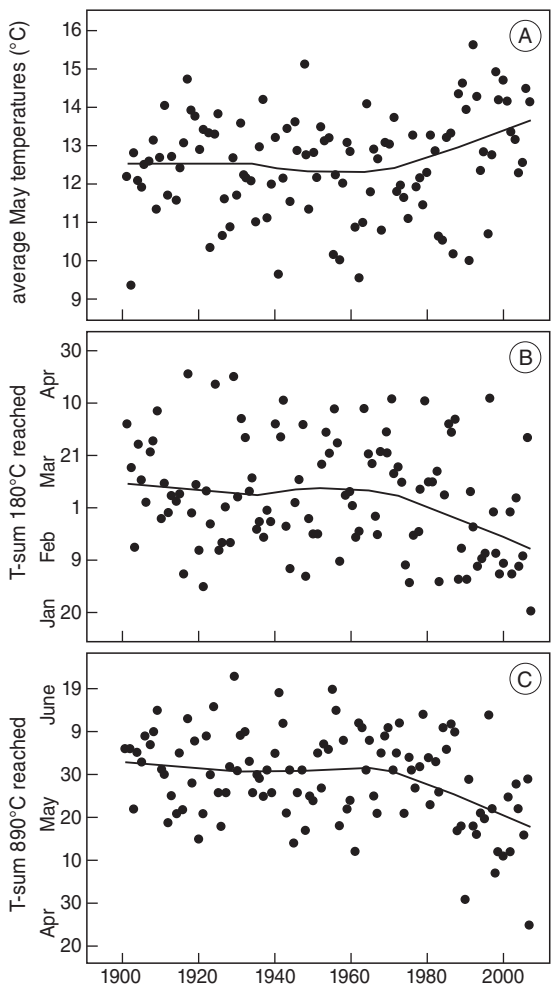 A
average May temperatures (°C)
16
15
14
13
12
11
10
9
B
T-sum 180°C reached
Apr
Mar
Feb
Jan
30
10
21
1
9
20
C
T-sum 890°C reached
June
May
Apr
19
9
30
20
10
30
20
1900 1920 1940 1960 1980 2000